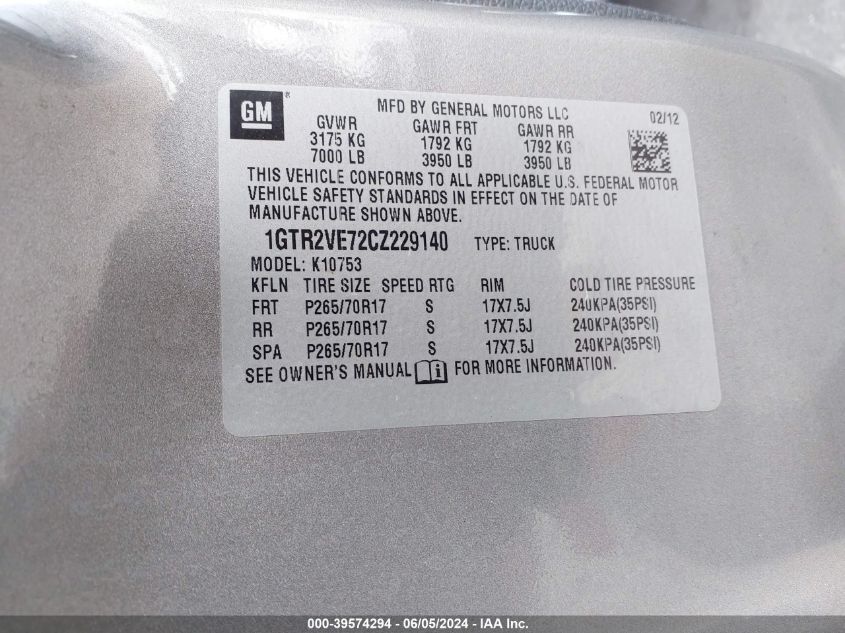 GM ®
MFD BY GENERAL MOTORS LLC 02/12
GVWR GAWR FRT GAWR RR
3175 KG 1792 KG 1792 KG
7000 LB 3950 LB 3950 LB
THIS VEHICLE CONFORMS TO ALL APPLICABLE U.S. FEDERAL MOTOR
VEHICLE SAFETY STANDARDS IN EFFECT ON THE DATE OF
MANUFACTURE SHOWN ABOVE.
1GTR2VE72CZ229140 TYPE: TRUCK
MODEL: K10753
KFLN TIRE SIZE SPEED RTG RIM COLD TIRE PRESSURE
FRT P265/70R17 S 17X7.5J 240KPA(35PSI)
RR P265/70R17 S 17X7.5J 240KPA(35PSI)
SPA P265/70R17 S 17X7.5J 240KPA(35PSI)
SEE OWNER'S MANUAL i FOR MORE INFORMATION.
000-39574294 - 06/05/2024 - IAA Inc.